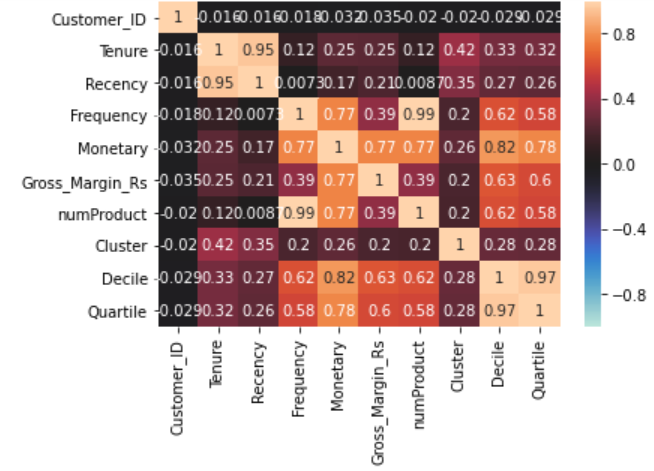 Customer_ID 1 -0.016 -0.016 -0.018 -0.032 -0.035 -0.02 -0.02 -0.029 -0.029 0.8
Tenure -0.016 1 0.95 0.12 0.25 0.25 0.12 0.42 0.33 0.32
Recency -0.016 0.95 1 0.0073 0.17 0.21 0.0087 0.35 0.27 0.26 0.4
Frequency -0.018 0.12 0.0073 1 0.77 0.39 0.99 0.2 0.62 0.58
Monetary -0.032 0.25 0.17 0.77 1 0.77 0.77 0.26 0.82 0.78 0.0
Gross_Margin_Rs -0.035 0.25 0.21 0.39 0.77 1 0.39 0.2 0.63 0.6
numProduct -0.02 0.12 0.0087 0.99 0.77 0.39 1 0.2 0.62 0.58 −0.4
Cluster -0.02 0.42 0.35 0.2 0.26 0.2 0.2 1 0.28 0.28
Decile -0.029 0.33 0.27 0.62 0.82 0.63 0.62 0.28 1 0.97 −0.8
Quartile -0.029 0.32 0.26 0.58 0.78 0.6 0.58 0.28 0.97 1
Customer_ID
Tenure
Recency
Frequency
Monetary
Gross_Margin_Rs
numProduct
Cluster
Decile
Quartile